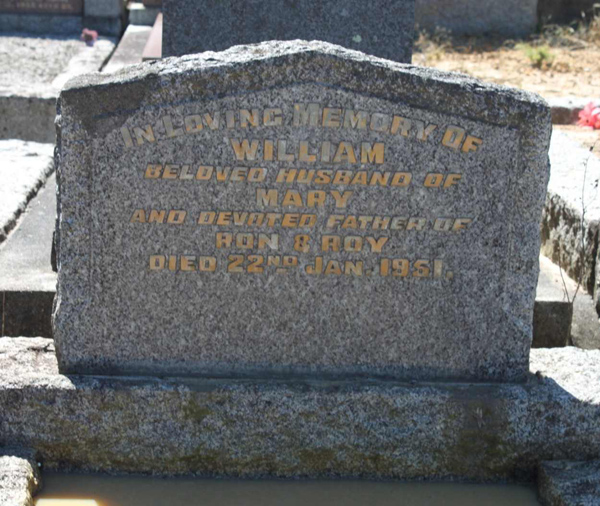 IN LOVING MEMORY OF
WILLIAM
BELOVED HUSBAND OF
MARY
AND DEVOTED FATHER OF
RON & ROY
DIED 22ND JAN. 1951.